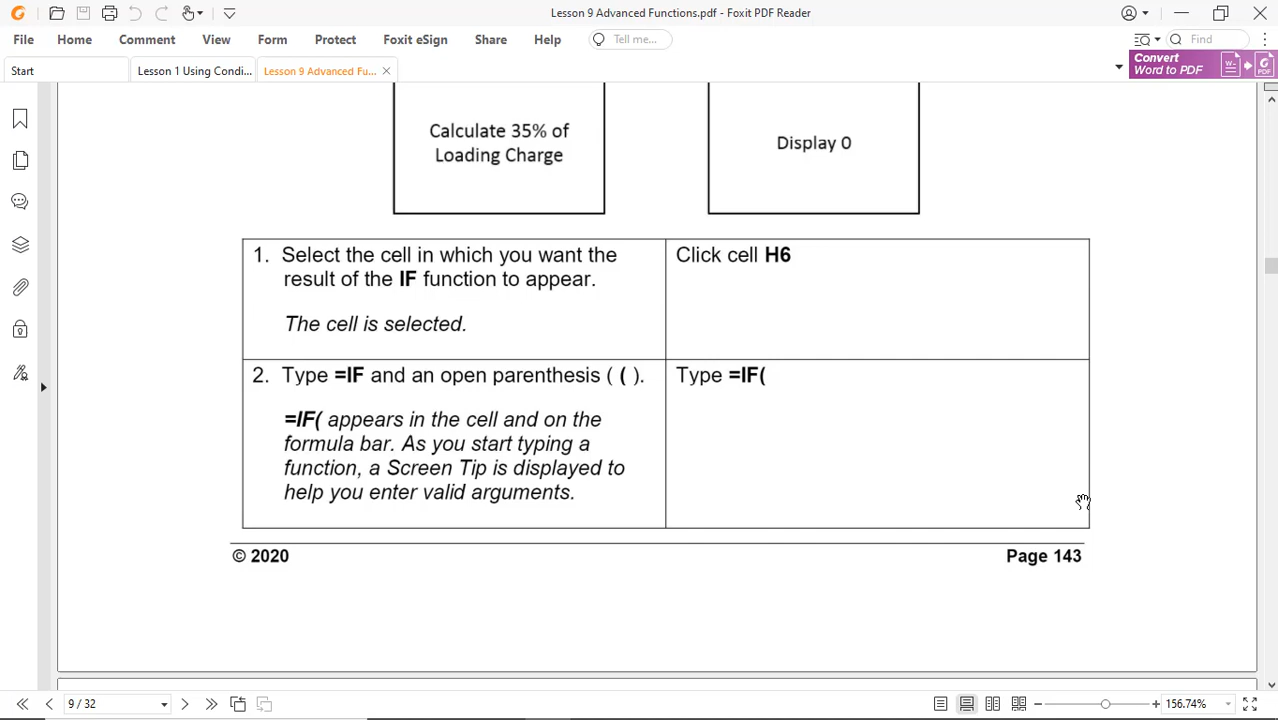 Lesson 9 Advanced Functions.pdf - Foxit PDF Reader
File Home Comment View Form Protect Foxit eSign Share Help Tell me... Find
Start Lesson 1 Using Condi... Lesson 9 Advanced Fu...
Convert
Word to PDF
Calculate 35% of
Loading Charge
Display 0
1. Select the cell in which you want the
result of the IF function to appear.
The cell is selected.
Click cell H6
2. Type =IF and an open parenthesis ( ( ).
=IF( appears in the cell and on the
formula bar. As you start typing a
function, a Screen Tip is displayed to
help you enter valid arguments.
Type =IF(
© 2020 Page 143
9 / 32 156.74%